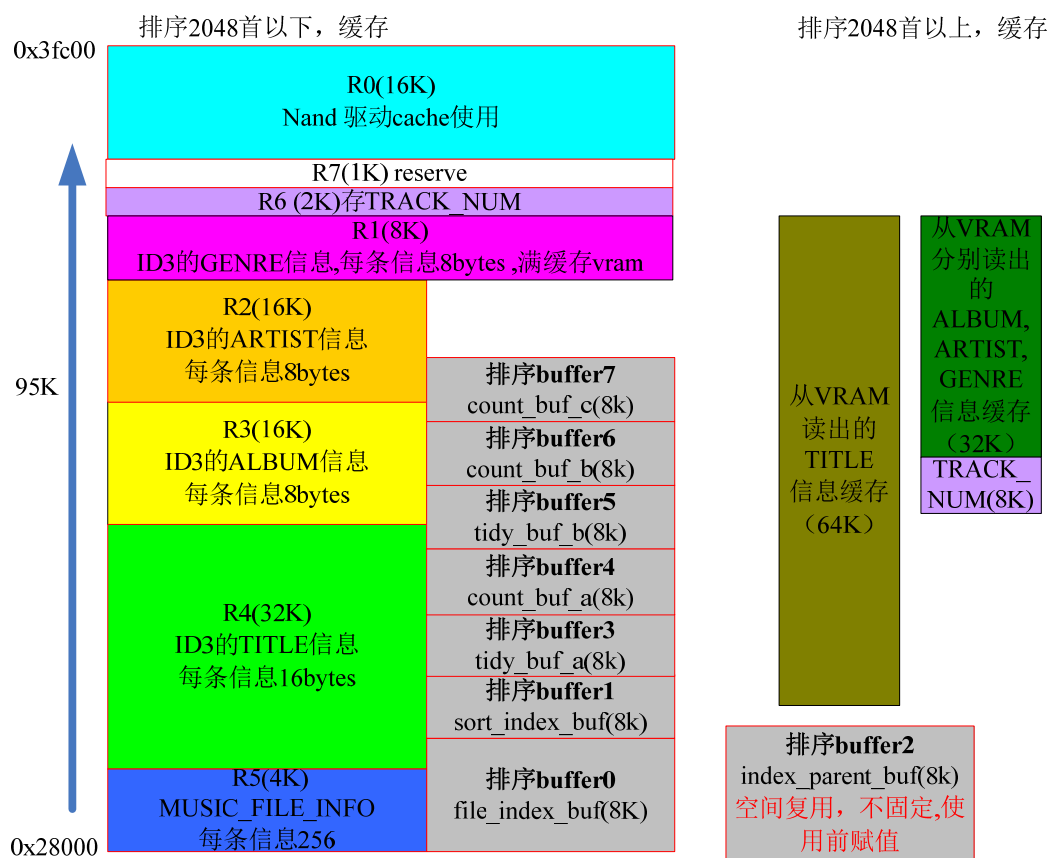 排序2048首以下，缓存
排序2048首以上，缓存
0x3fc00
R0(16K)
Nand 驱动cache使用
R7(1K) reserve
R6 (2K)存TRACK_NUM
R1(8K)
ID3的GENRE信息,每条信息8bytes ,满缓存vram
R2(16K)
ID3的ARTIST信息
每条信息8bytes
95K
R3(16K)
ID3的ALBUM信息
每条信息8bytes
R4(32K)
ID3的TITLE信息
每条信息16bytes
R5(4K)
MUSIC_FILE_INFO
每条信息256
0x28000
排序buffer7
count_buf_c(8k)
排序buffer6
count_buf_b(8k)
排序buffer5
tidy_buf_b(8k)
排序buffer4
count_buf_a(8k)
排序buffer3
tidy_buf_a(8k)
排序buffer1
sort_index_buf(8k)
排序buffer0
file_index_buf(8K)
从VRAM
读出的
TITLE
信息缓存
（64K）
从VRAM
分别读出
的
ALBUM,
ARTIST,
GENRE
信息缓存
（32K）
TRACK_
NUM(8K)
排序buffer2
index_parent_buf(8k)
空间复用，不固定,使
用前赋值